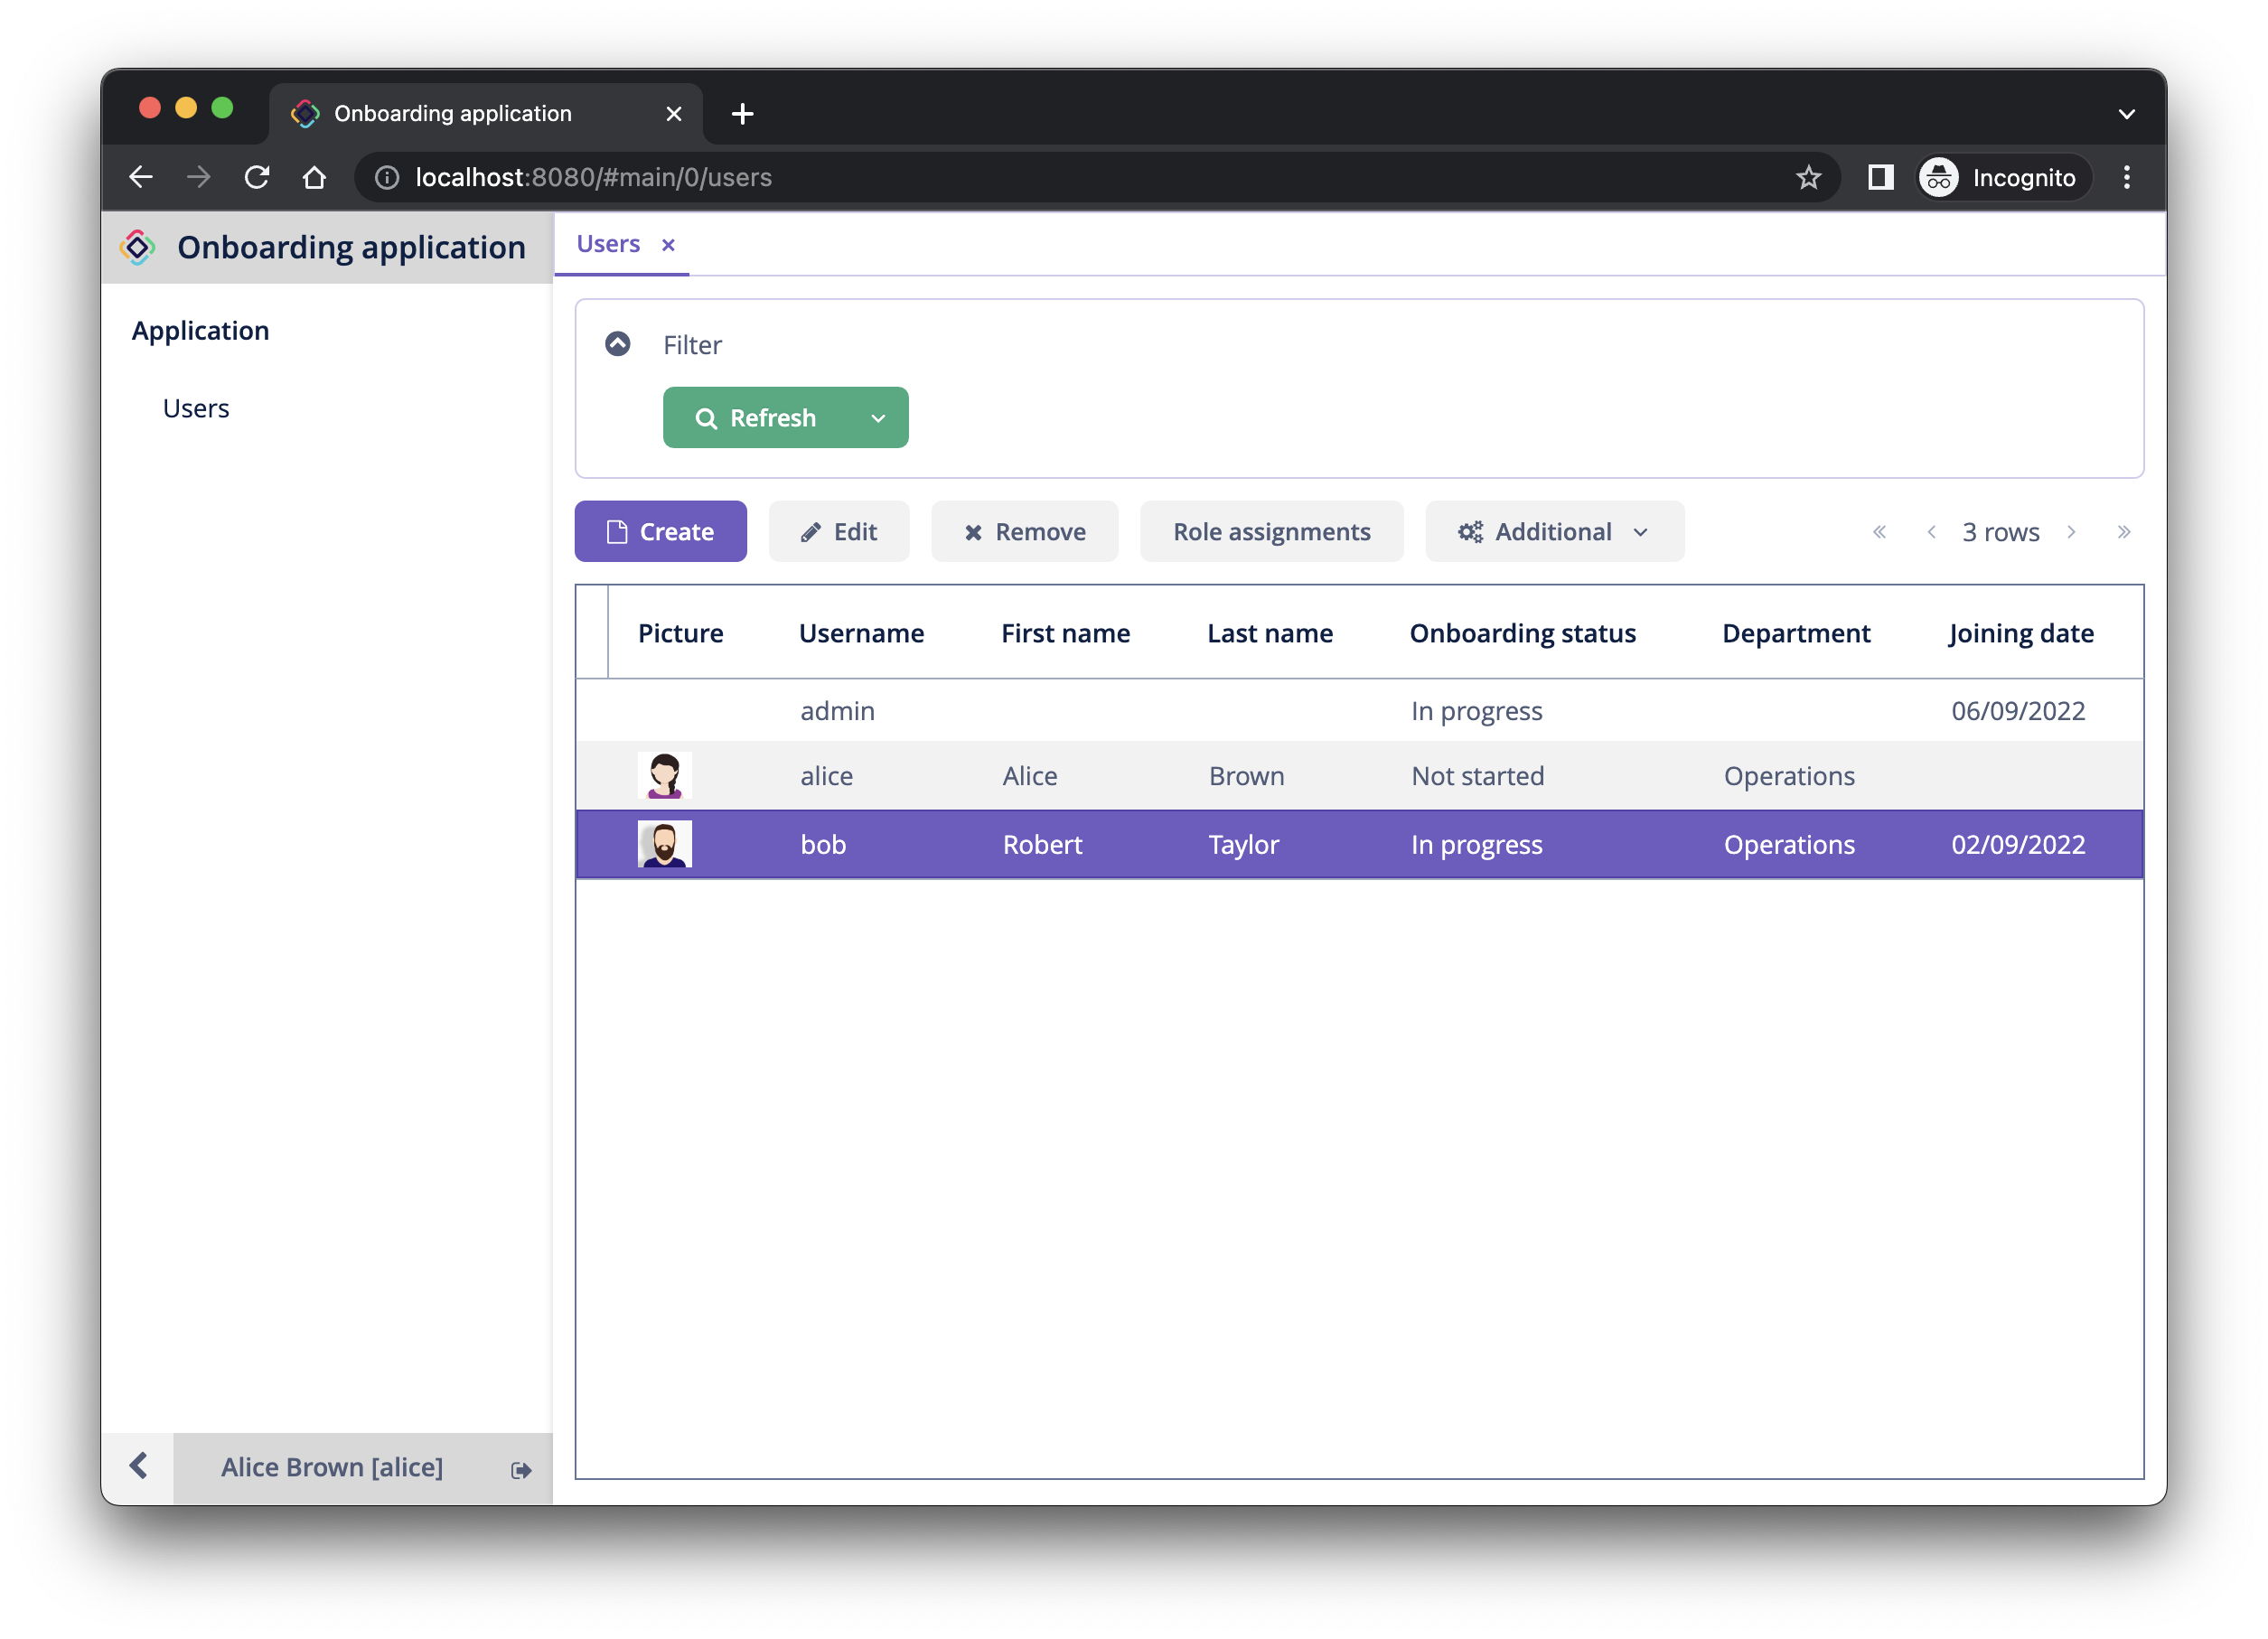 Onboarding application
localhost:8080/#main/0/users
Incognito
Onboarding application
Application
Users
Alice Brown [alice]
Users
Filter
Refresh
Create Edit Remove Role assignments Additional 3 rows
Picture Username First name Last name Onboarding status Department Joining date
admin In progress 06/09/2022
alice Alice Brown Not started Operations
bob Robert Taylor In progress Operations 02/09/2022